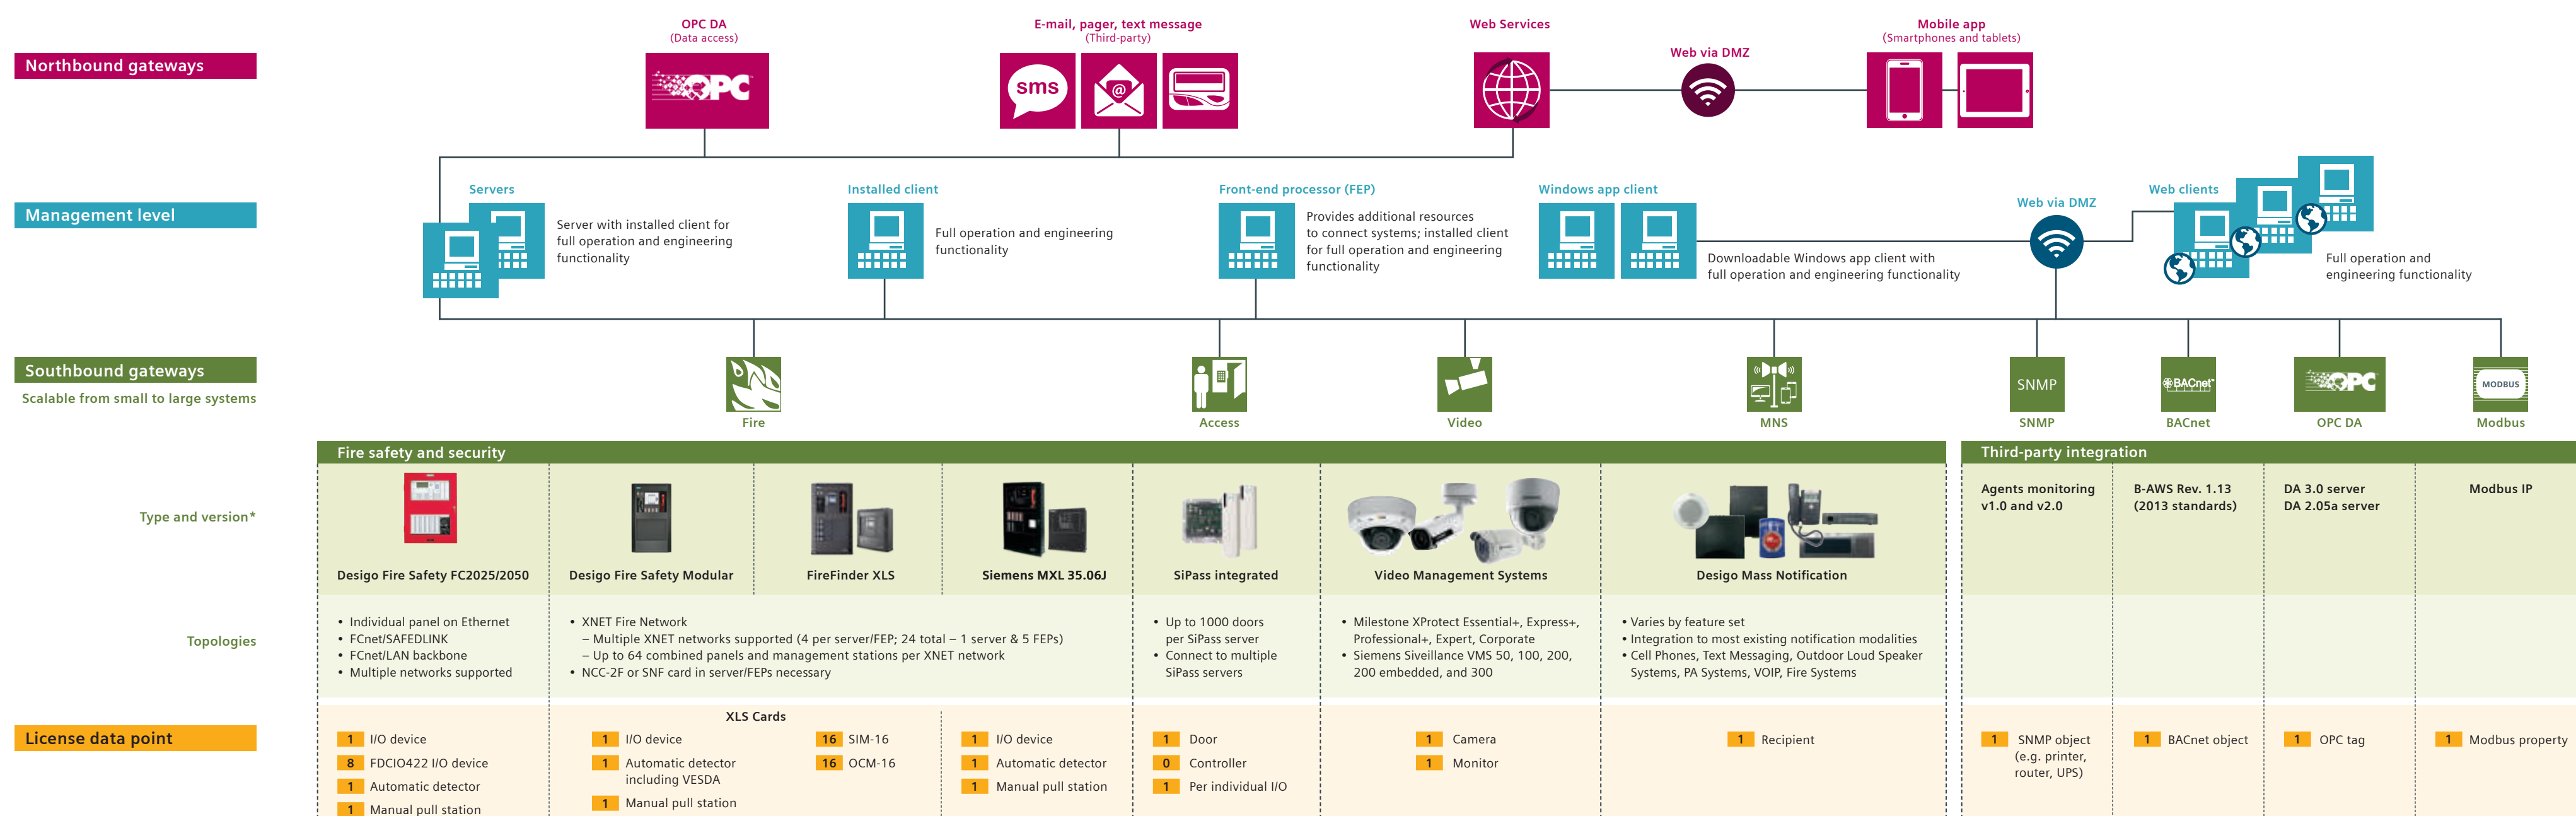 OPC DA
(Data access)
E-mail, pager, text message
(Third-party)
Web Services
Web via DMZ
Mobile app
(Smartphones and tablets)
Northbound gateways
OPC
sms
@
Management level
Servers
Server with installed client for
full operation and engineering
functionality
Installed client
Full operation and engineering
functionality
Front-end processor (FEP)
Provides additional resources
to connect systems; installed client
for full operation and engineering
functionality
Windows app client
Downloadable Windows app client with
full operation and engineering functionality
Web via DMZ
Web clients
Full operation and
engineering functionality
Southbound gateways
Scalable from small to large systems
Fire
Access
Video
MNS
SNMP
SNMP
BACnet™
BACnet
OPC
OPC DA
MODBUS
Modbus
Fire safety and security
Third-party integration
Type and version*
Desigo Fire Safety FC2025/2050
Desigo Fire Safety Modular
FireFinder XLS
Siemens MXL 35.06J
SiPass integrated
Video Management Systems
Desigo Mass Notification
Agents monitoring
v1.0 and v2.0
B-AWS Rev. 1.13
(2013 standards)
DA 3.0 server
DA 2.05a server
Modbus IP
Topologies
• Individual panel on Ethernet
• FCnet/SAFEDLINK
• FCnet/LAN backbone
• Multiple networks supported
• XNET Fire Network
– Multiple XNET networks supported (4 per server/FEP; 24 total – 1 server & 5 FEPs)
– Up to 64 combined panels and management stations per XNET network
• NCC-2F or SNF card in server/FEPs necessary
• Up to 1000 doors
per SiPass server
• Connect to multiple
SiPass servers
• Milestone XProtect Essential+, Express+,
Professional+, Expert, Corporate
• Siemens Siveillance VMS 50, 100, 200,
200 embedded, and 300
• Varies by feature set
• Integration to most existing notification modalities
• Cell Phones, Text Messaging, Outdoor Loud Speaker
Systems, PA Systems, VOIP, Fire Systems
License data point
1 I/O device
8 FDCIO422 I/O device
1 Automatic detector
1 Manual pull station
XLS Cards
1 I/O device
1 Automatic detector
including VESDA
1 Manual pull station
16 SIM-16
16 OCM-16
1 I/O device
1 Automatic detector
1 Manual pull station
1 Door
0 Controller
1 Per individual I/O
1 Camera
1 Monitor
1 Recipient
1 SNMP object
(e.g. printer,
router, UPS)
1 BACnet object
1 OPC tag
1 Modbus property